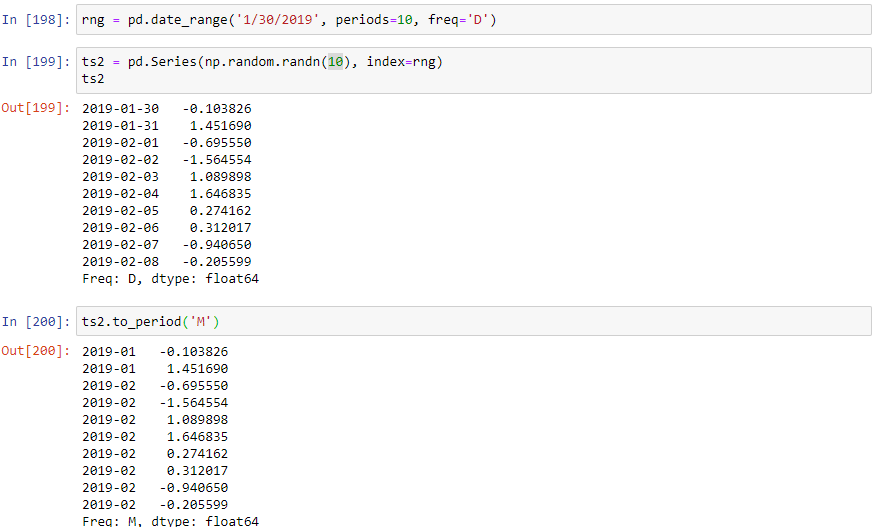 In [198]: rng = pd.date_range('1/30/2019', periods=10, freq='D')
In [199]: ts2 = pd.Series(np.random.randn(10), index=rng)
ts2
Out[199]: 2019-01-30   -0.103826
2019-01-31    1.451690
2019-02-01   -0.695550
2019-02-02   -1.564554
2019-02-03    1.089898
2019-02-04    1.646835
2019-02-05    0.274162
2019-02-06    0.312017
2019-02-07   -0.940650
2019-02-08   -0.205599
Freq: D, dtype: float64
In [200]: ts2.to_period('M')
Out[200]: 2019-01   -0.103826
2019-01    1.451690
2019-02   -0.695550
2019-02   -1.564554
2019-02    1.089898
2019-02    1.646835
2019-02    0.274162
2019-02    0.312017
2019-02   -0.940650
2019-02   -0.205599
Freq: M, dtype: float64